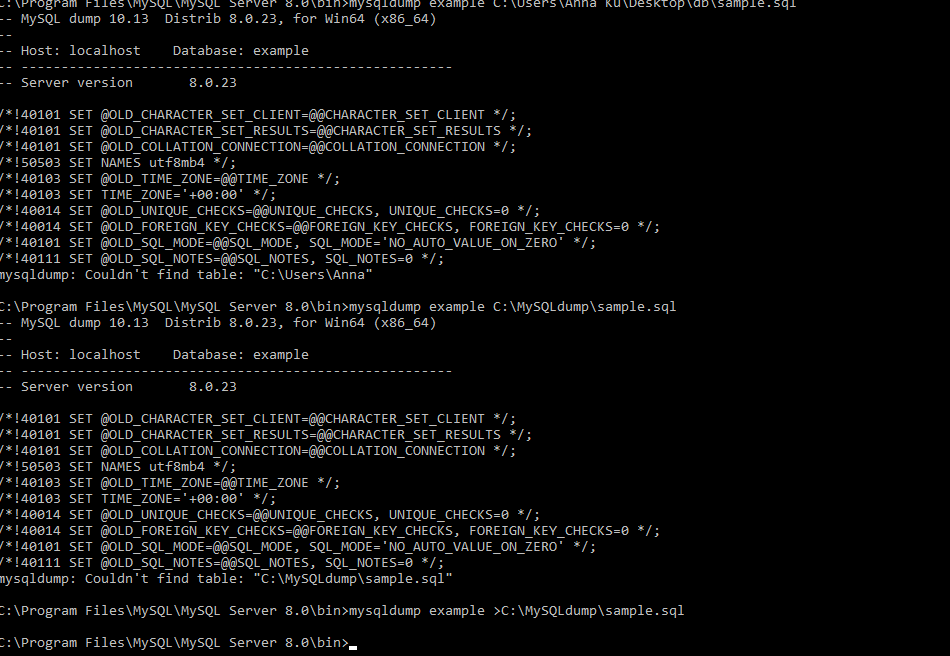 C:\Program Files\MySQL\MySQL Server 8.0\bin>mysqldump example C:\Users\Anna Ku\Desktop\db\sample.sql
-- MySQL dump 10.13  Distrib 8.0.23, for Win64 (x86_64)
--
-- Host: localhost    Database: example
-- ------------------------------------------------------
-- Server version       8.0.23
/*!40101 SET @OLD_CHARACTER_SET_CLIENT=@@CHARACTER_SET_CLIENT */;
/*!40101 SET @OLD_CHARACTER_SET_RESULTS=@@CHARACTER_SET_RESULTS */;
/*!40101 SET @OLD_COLLATION_CONNECTION=@@COLLATION_CONNECTION */;
/*!50503 SET NAMES utf8mb4 */;
/*!40103 SET @OLD_TIME_ZONE=@@TIME_ZONE */;
/*!40103 SET TIME_ZONE='+00:00' */;
/*!40014 SET @OLD_UNIQUE_CHECKS=@@UNIQUE_CHECKS, UNIQUE_CHECKS=0 */;
/*!40014 SET @OLD_FOREIGN_KEY_CHECKS=@@FOREIGN_KEY_CHECKS, FOREIGN_KEY_CHECKS=0 */;
/*!40101 SET @OLD_SQL_MODE=@@SQL_MODE, SQL_MODE='NO_AUTO_VALUE_ON_ZERO' */;
/*!40111 SET @OLD_SQL_NOTES=@@SQL_NOTES, SQL_NOTES=0 */;
mysqldump: Couldn't find table: "C:\Users\Anna"
C:\Program Files\MySQL\MySQL Server 8.0\bin>mysqldump example C:\MySQLdump\sample.sql
-- MySQL dump 10.13  Distrib 8.0.23, for Win64 (x86_64)
--
-- Host: localhost    Database: example
-- ------------------------------------------------------
-- Server version       8.0.23
/*!40101 SET @OLD_CHARACTER_SET_CLIENT=@@CHARACTER_SET_CLIENT */;
/*!40101 SET @OLD_CHARACTER_SET_RESULTS=@@CHARACTER_SET_RESULTS */;
/*!40101 SET @OLD_COLLATION_CONNECTION=@@COLLATION_CONNECTION */;
/*!50503 SET NAMES utf8mb4 */;
/*!40103 SET @OLD_TIME_ZONE=@@TIME_ZONE */;
/*!40103 SET TIME_ZONE='+00:00' */;
/*!40014 SET @OLD_UNIQUE_CHECKS=@@UNIQUE_CHECKS, UNIQUE_CHECKS=0 */;
/*!40014 SET @OLD_FOREIGN_KEY_CHECKS=@@FOREIGN_KEY_CHECKS, FOREIGN_KEY_CHECKS=0 */;
/*!40101 SET @OLD_SQL_MODE=@@SQL_MODE, SQL_MODE='NO_AUTO_VALUE_ON_ZERO' */;
/*!40111 SET @OLD_SQL_NOTES=@@SQL_NOTES, SQL_NOTES=0 */;
mysqldump: Couldn't find table: "C:\MySQLdump\sample.sql"
C:\Program Files\MySQL\MySQL Server 8.0\bin>mysqldump example >C:\MySQLdump\sample.sql
C:\Program Files\MySQL\MySQL Server 8.0\bin>